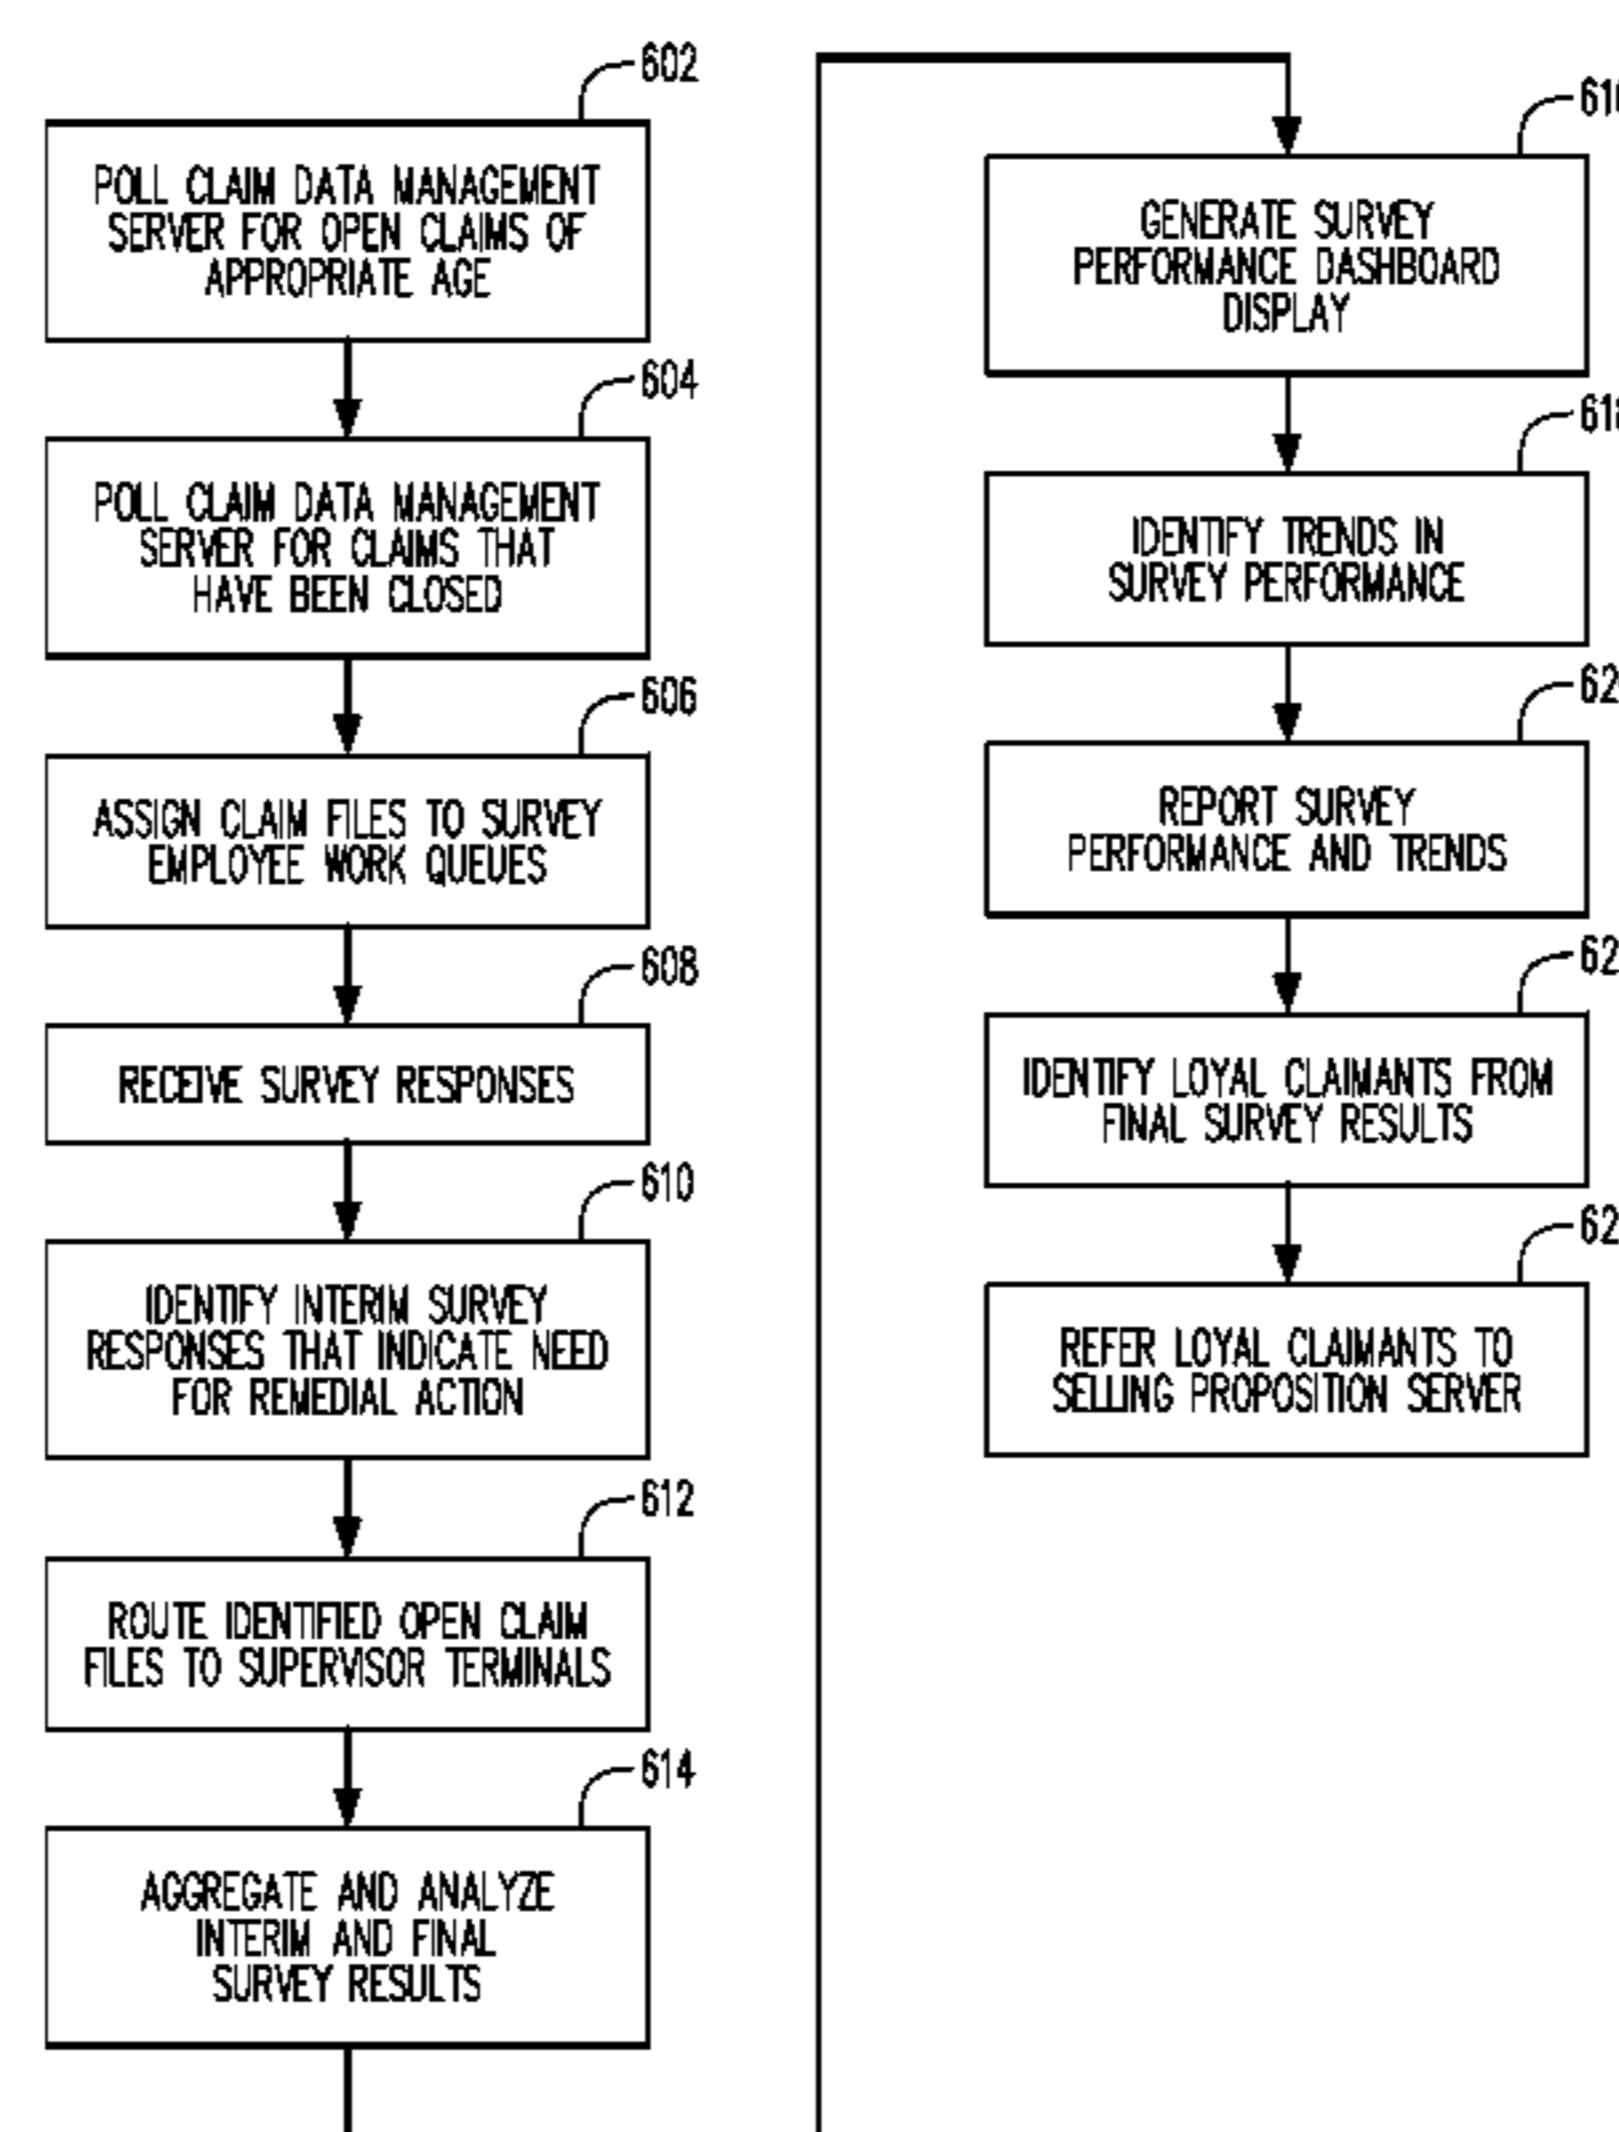 602
POLL CLAIM DATA MANAGEMENT
SERVER FOR OPEN CLAIMS OF
APPROPRIATE AGE
604
POLL CLAIM DATA MANAGEMENT
SERVER FOR CLAIMS THAT
HAVE BEEN CLOSED
606
ASSIGN CLAIM FILES TO SURVEY
EMPLOYEE WORK QUEUES
608
RECEIVE SURVEY RESPONSES
610
IDENTIFY INTERIM SURVEY
RESPONSES THAT INDICATE NEED
FOR REMEDIAL ACTION
612
ROUTE IDENTIFIED OPEN CLAIM
FILES TO SUPERVISOR TERMINALS
614
AGGREGATE AND ANALYZE
INTERIM AND FINAL
SURVEY RESULTS
GENERATE SURVEY
PERFORMANCE DASHBOARD
DISPLAY
IDENTIFY TRENDS IN
SURVEY PERFORMANCE
REPORT SURVEY
PERFORMANCE AND TRENDS
IDENTIFY LOYAL CLAIMANTS FROM
FINAL SURVEY RESULTS
REFER LOYAL CLAIMANTS TO
SELLING PROPOSITION SERVER